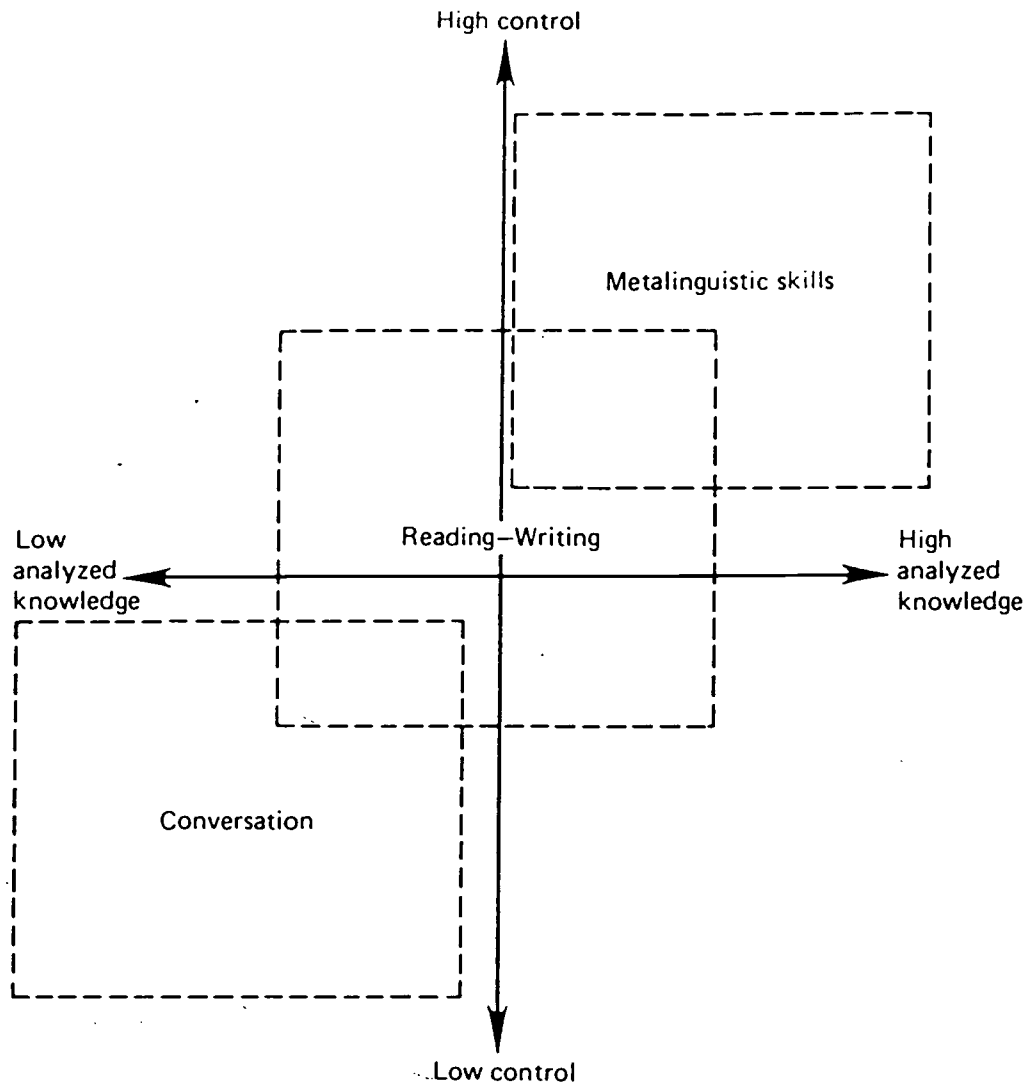 High control
Metalinguistic skills
Reading–Writing
Low
analyzed
knowledge
High
analyzed
knowledge
Conversation
Low control